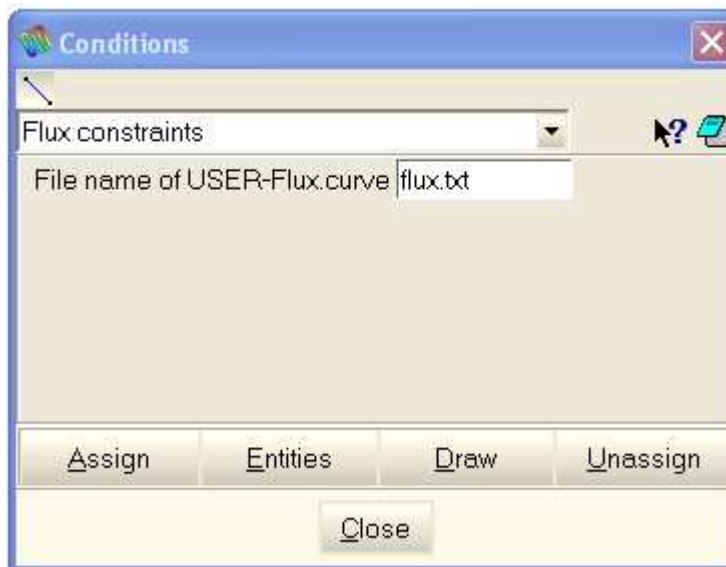 Conditions
Flux constraints
File name of USER-Flux.curve flux.txt
Assign Entities Draw Unassign
Close